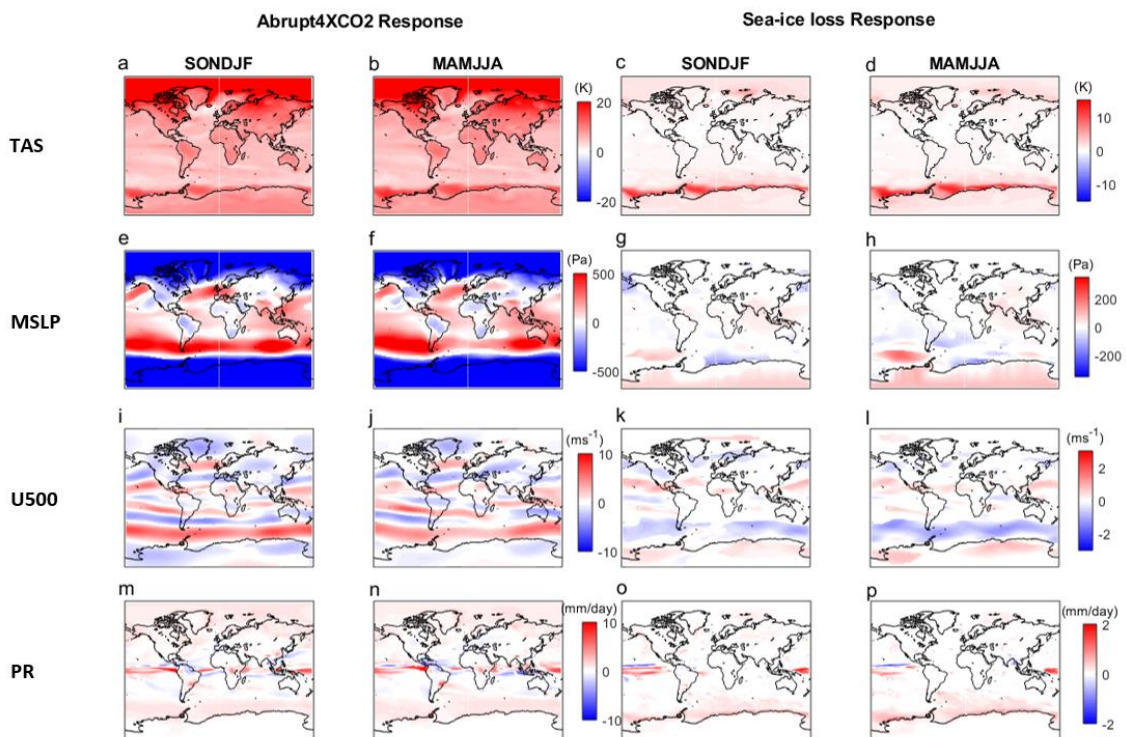 Abrupt4XCO2 Response Sea-ice loss Response
a SONDJF b MAMJJA c SONDJF d MAMJJA
TAS
(K)
20
0
-20
(K)
10
0
-10
e f g h
MSLP
(Pa)
500
0
-500
(Pa)
200
0
-200
i j k l
U500
(ms⁻¹)
10
0
-10
(ms⁻¹)
2
0
-2
m n o p
PR
(mm/day)
10
0
-10
(mm/day)
2
0
-2